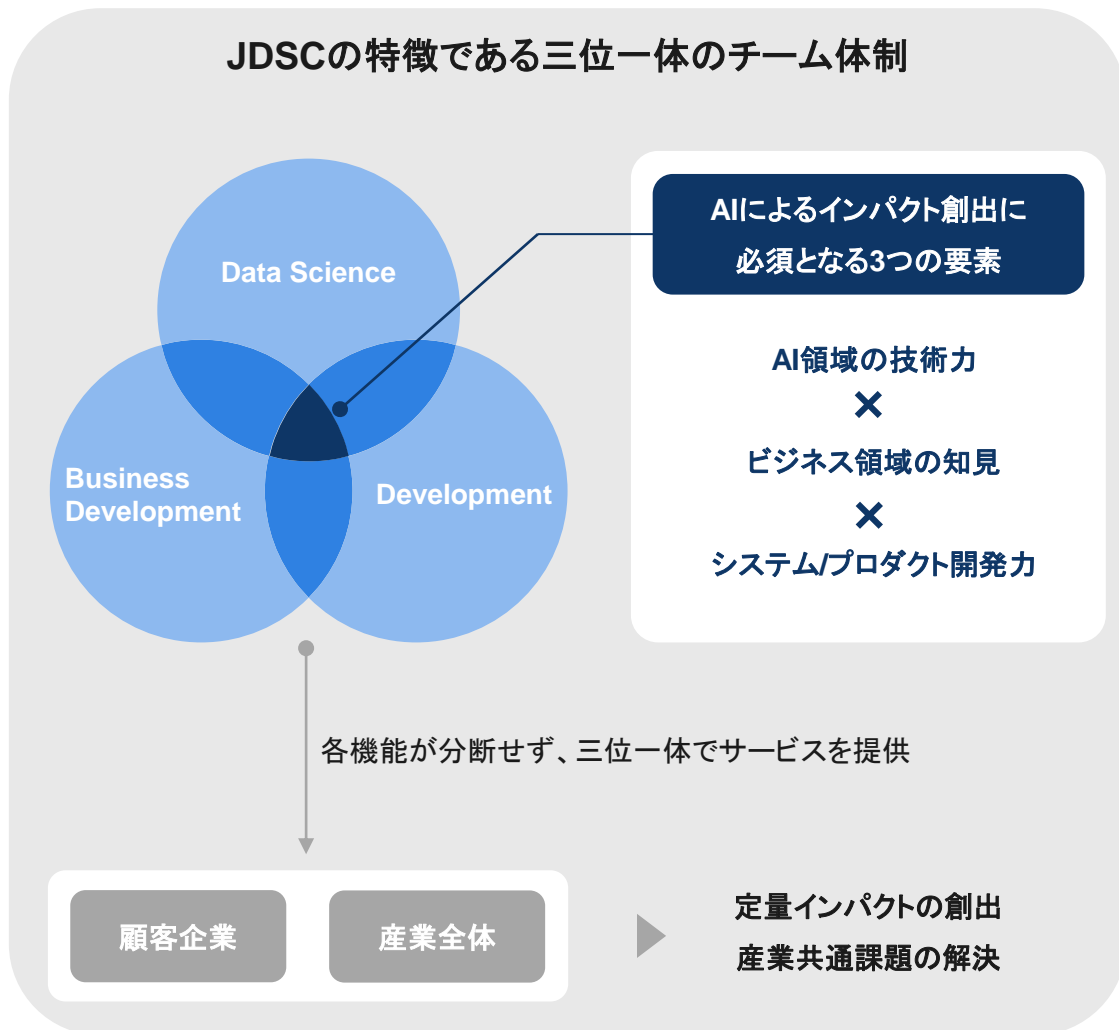 JDSCの特徴である三位一体のチーム体制
Data Science
Business
Development
Development
AIによるインパクト創出に
必須となる3つの要素
AI領域の技術力
×
ビジネス領域の知見
×
システム/プロダクト開発力
各機能が分断せず、三位一体でサービスを提供
顧客企業
産業全体
定量インパクトの創出
産業共通課題の解決